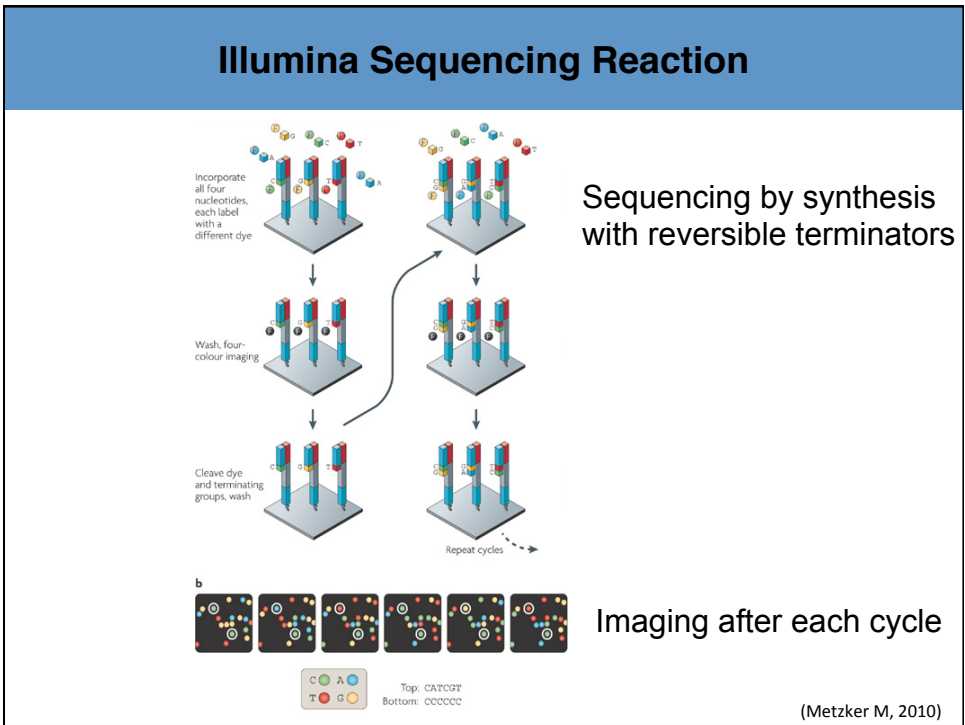 Illumina Sequencing Reaction
Incorporate
all four
nucleotides,
each label
with a
different dye
F G
F C
F T
F A
F A
C G T
F F F
F G
F C
F A
F T
C G T
G A C
F F F
Sequencing by synthesis
with reversible terminators
Wash, four-
colour imaging
C G T
F F F
C G T
G A C
F F F
Cleave dye
and terminating
groups, wash
C G T
C G T
G A C
Repeat cycles
b
Imaging after each cycle
C A
T G
Top: CATCGT
Bottom: CCCCCC
(Metzker M, 2010)